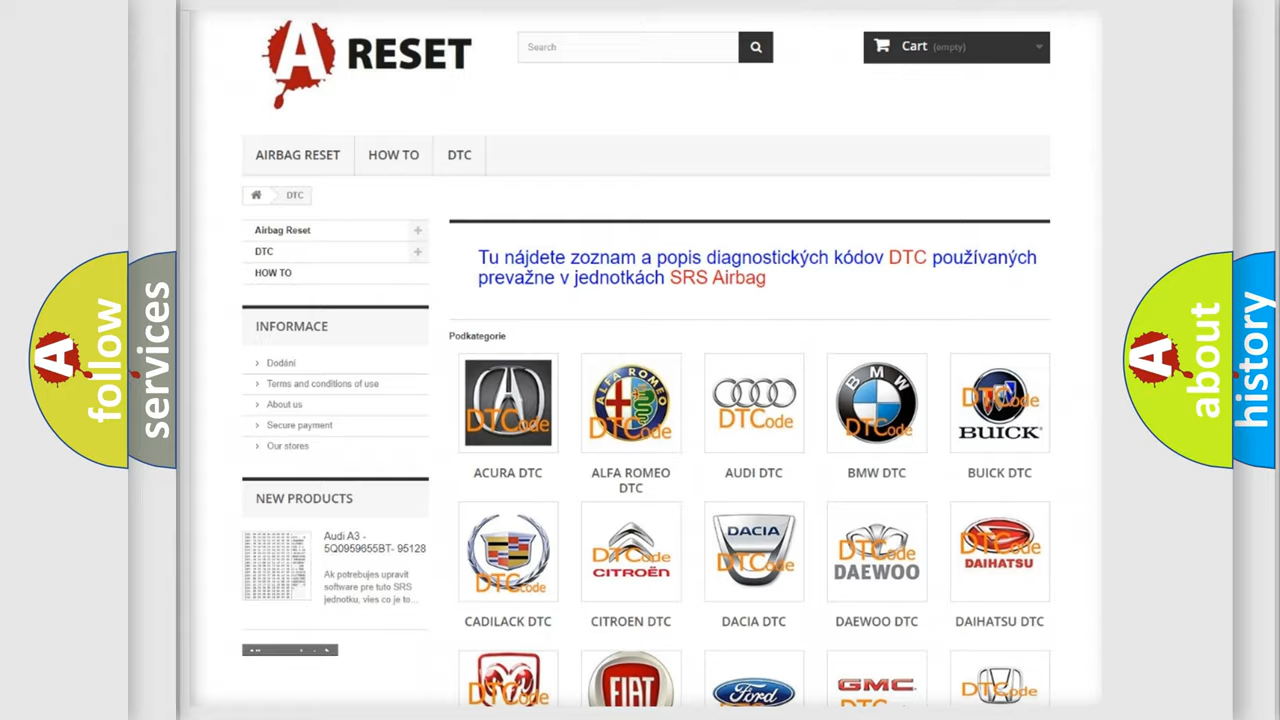 A RESET
Search
Cart (empty)
AIRBAG RESET
HOW TO
DTC
DTC
Airbag Reset
DTC
HOW TO
INFORMACE
Dodání
Terms and conditions of use
About us
Secure payment
Our stores
NEW PRODUCTS
Audi A3 -
5Q0959655BT- 95128
Ak potrebujes upravit
software pre tuto SRS
jednotku, vies co je to...
Tu nájdete zoznam a popis diagnostických kódov DTC používaných
prevažne v jednotkách SRS Airbag
Podkategorie
DTCode
ALFA ROMEO
DTCode
DTCode
BMW
DTCode
DTCode
BUICK
ACURA DTC
ALFA ROMEO
DTC
AUDI DTC
BMW DTC
BUICK DTC
DTCode
DTCode
CITROËN
DACIA
DTCode
DTCode
DAEWOO
DTCode
DAIHATSU
CADILACK DTC
CITROEN DTC
DACIA DTC
DAEWOO DTC
DAIHATSU DTC
DTCode
FIAT
Ford
GMC
DTCode
A
follow
services
A
about
history